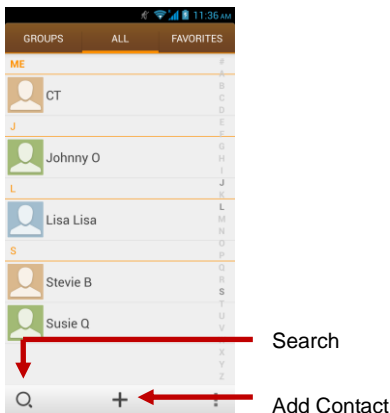 11:36 AM
GROUPS ALL FAVORITES
ME
CT
J
Johnny O
L
Lisa Lisa
S
Stevie B
Susie Q
#
A
B
C
D
E
F
G
H
I
J
K
L
M
N
O
P
Q
R
S
T
U
V
X
Y
Z
Search
Add Contact